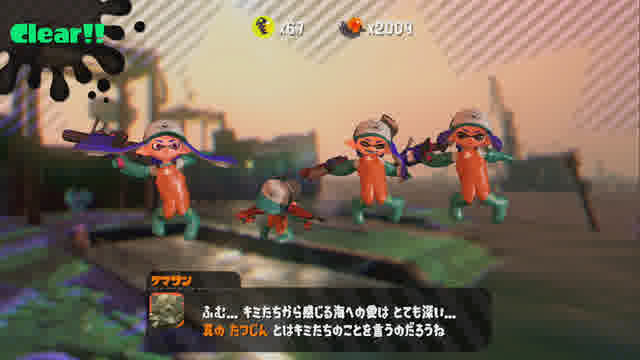 Clear!!
x67 x2009
クマサン
ふむ... キミたちから感じる海への愛は とても深い...
真の たつじん とはキミたちのことを言うのだろうね